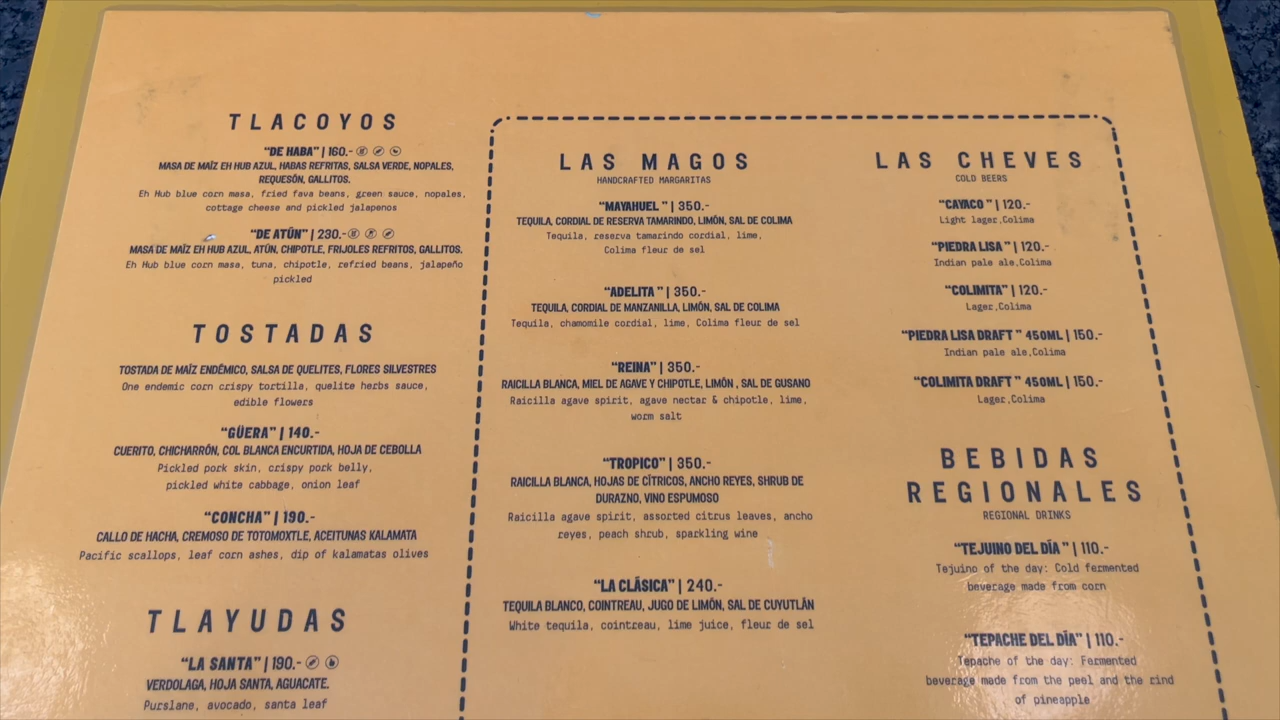 TLACOYOS
“DE HABA” | 160.-
MASA DE MAÍZ EH HUB AZUL, HABAS REFRITAS, SALSA VERDE, NOPALES,
REQUESÓN, GALLITOS.
Eh Hub blue corn masa, fried fava beans, green sauce, nopales,
cottage cheese and pickled jalapenos
“DE ATÚN” | 230.-
MASA DE MAÍZ EH HUB AZUL, ATÚN, CHIPOTLE, FRIJOLES REFRITOS, GALLITOS.
Eh Hub blue corn masa, tuna, chipotle, refried beans, jalapeño
pickled
TOSTADAS
TOSTADA DE MAÍZ ENDÉMICO, SALSA DE QUELITES, FLORES SILVESTRES
One endemic corn crispy tortilla, quelite herbs sauce,
edible flowers
“GÜERA” | 140.-
CUERITO, CHICHARRÓN, COL BLANCA ENCURTIDA, HOJA DE CEBOLLA
Pickled pork skin, crispy pork belly,
pickled white cabbage, onion leaf
“CONCHA” | 190.-
CALLO DE HACHA, CREMOSO DE TOTOMOXTLE, ACEITUNAS KALAMATA
Pacific scallops, leaf corn ashes, dip of kalamatas olives
TLAYUDAS
“LA SANTA” | 190.-
VERDOLAGA, HOJA SANTA, AGUACATE.
Purslane, avocado, santa leaf
LAS MAGOS
HANDCRAFTED MARGARITAS
“MAYAHUEL ” | 350.-
TEQUILA, CORDIAL DE RESERVA TAMARINDO, LIMÓN, SAL DE COLIMA
Tequila, reserva tamarindo cordial, lime,
Colima fleur de sel
“ADELITA ” | 350.-
TEQUILA, CORDIAL DE MANZANILLA, LIMÓN, SAL DE COLIMA
Tequila, chamomile cordial, lime, Colima fleur de sel
“REINA” | 350.-
RAICILLA BLANCA, MIEL DE AGAVE Y CHIPOTLE, LIMÓN , SAL DE GUSANO
Raicilla agave spirit, agave nectar & chipotle, lime,
worm salt
“TROPICO” | 350.-
RAICILLA BLANCA, HOJAS DE CÍTRICOS, ANCHO REYES, SHRUB DE
DURAZNO, VINO ESPUMOSO
Raicilla agave spirit, assorted citrus leaves, ancho
reyes, peach shrub, sparkling wine
“LA CLÁSICA” | 240.-
TEQUILA BLANCO, COINTREAU, JUGO DE LIMÓN, SAL DE CUYUTLÁN
White tequila, cointreau, lime juice, fleur de sel
LAS CHEVES
COLD BEERS
“CAYACO ” | 120.-
Light lager,Colima
“PIEDRA LISA ” | 120.-
Indian pale ale,Colima
“COLIMITA” | 120.-
Lager,Colima
“PIEDRA LISA DRAFT ” 450ML | 150.-
Indian pale ale,Colima
“COLIMITA DRAFT ” 450ML | 150.-
Lager,Colima
BEBIDAS
REGIONALES
REGIONAL DRINKS
“TEJUINO DEL DÍA ” | 110.-
Tejuino of the day: Cold fermented
beverage made from corn
“TEPACHE DEL DÍA” | 110.-
Tepache of the day: Fermented
beverage made from the peel and the rind
of pineapple